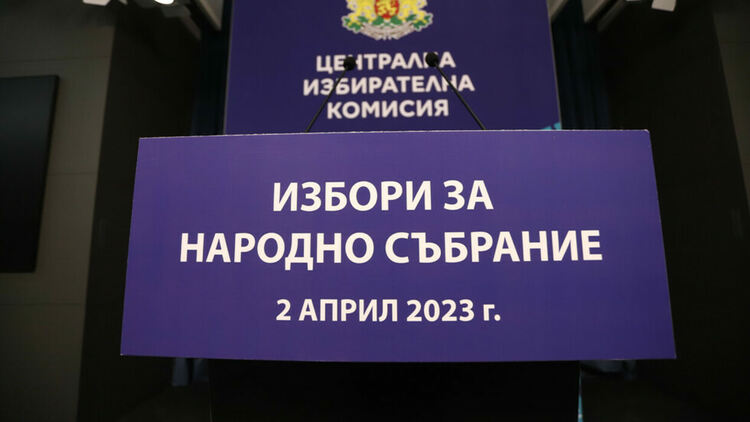 ЦЕНТРАЛНА
ИЗБИРАТЕЛНА
КОМИСИЯ
ИЗБОРИ ЗА
НАРОДНО СЪБРАНИЕ
2 АПРИЛ 2023 г.